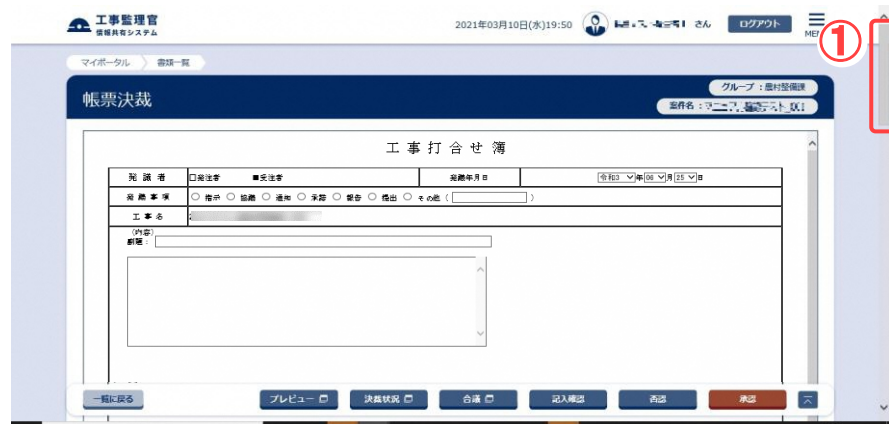 工事監理官
情報共有システム
2021年03月10日(水)19:50
さん
ログアウト
①
マイポータル 書類一覧
帳票決裁
グループ：農村整備課
案件名：
工事打合せ簿
発議者 □発注者 ■受注者 発議年月日 令和3 年 06 月 25 日
発議事項 指示 協議 通知 承諾 報告 提出 その他 ( )
工事名
(内容)
副題：
一覧に戻る プレビュー 決裁状況 合議 記入確認 否認 承認